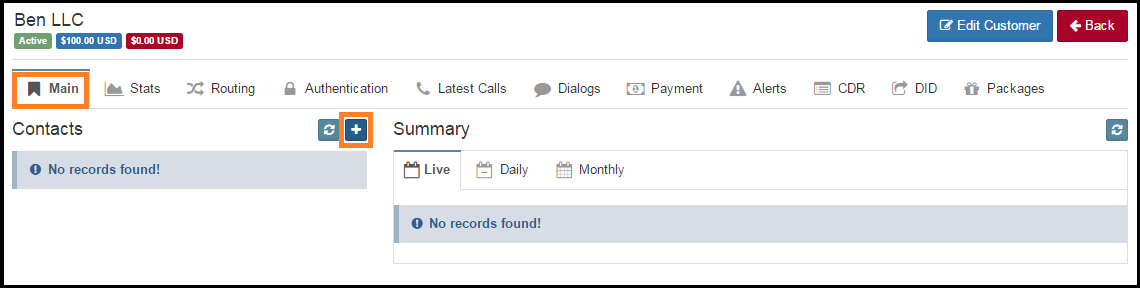 Ben LLC
Active $100.00 USD $0.00 USD
Edit Customer Back
Main Stats Routing Authentication Latest Calls Dialogs Payment Alerts CDR DID Packages
Contacts
No records found!
Summary
Live Daily Monthly
No records found!